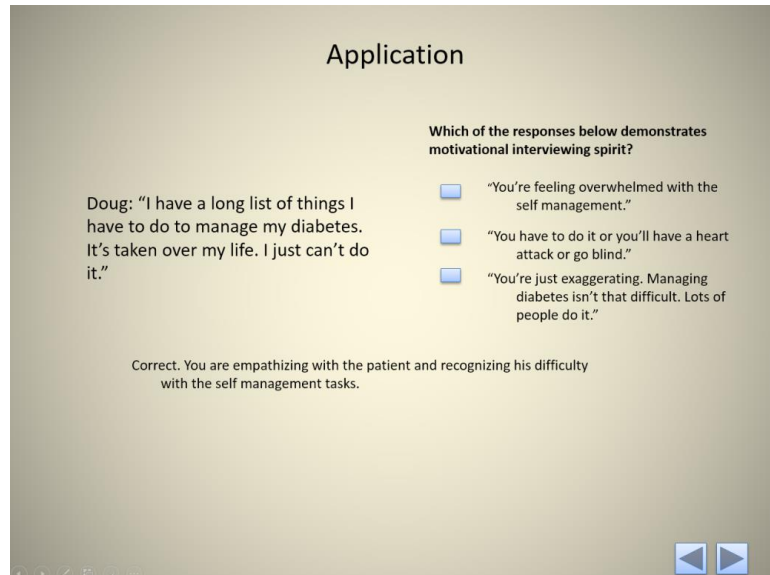 Application
Doug: “I have a long list of things I
have to do to manage my diabetes.
It’s taken over my life. I just can’t do
it.”
Which of the responses below demonstrates
motivational interviewing spirit?
“You’re feeling overwhelmed with the
self management.”
“You have to do it or you’ll have a heart
attack or go blind.”
“You’re just exaggerating. Managing
diabetes isn’t that difficult. Lots of
people do it.”
Correct. You are empathizing with the patient and recognizing his difficulty
with the self management tasks.